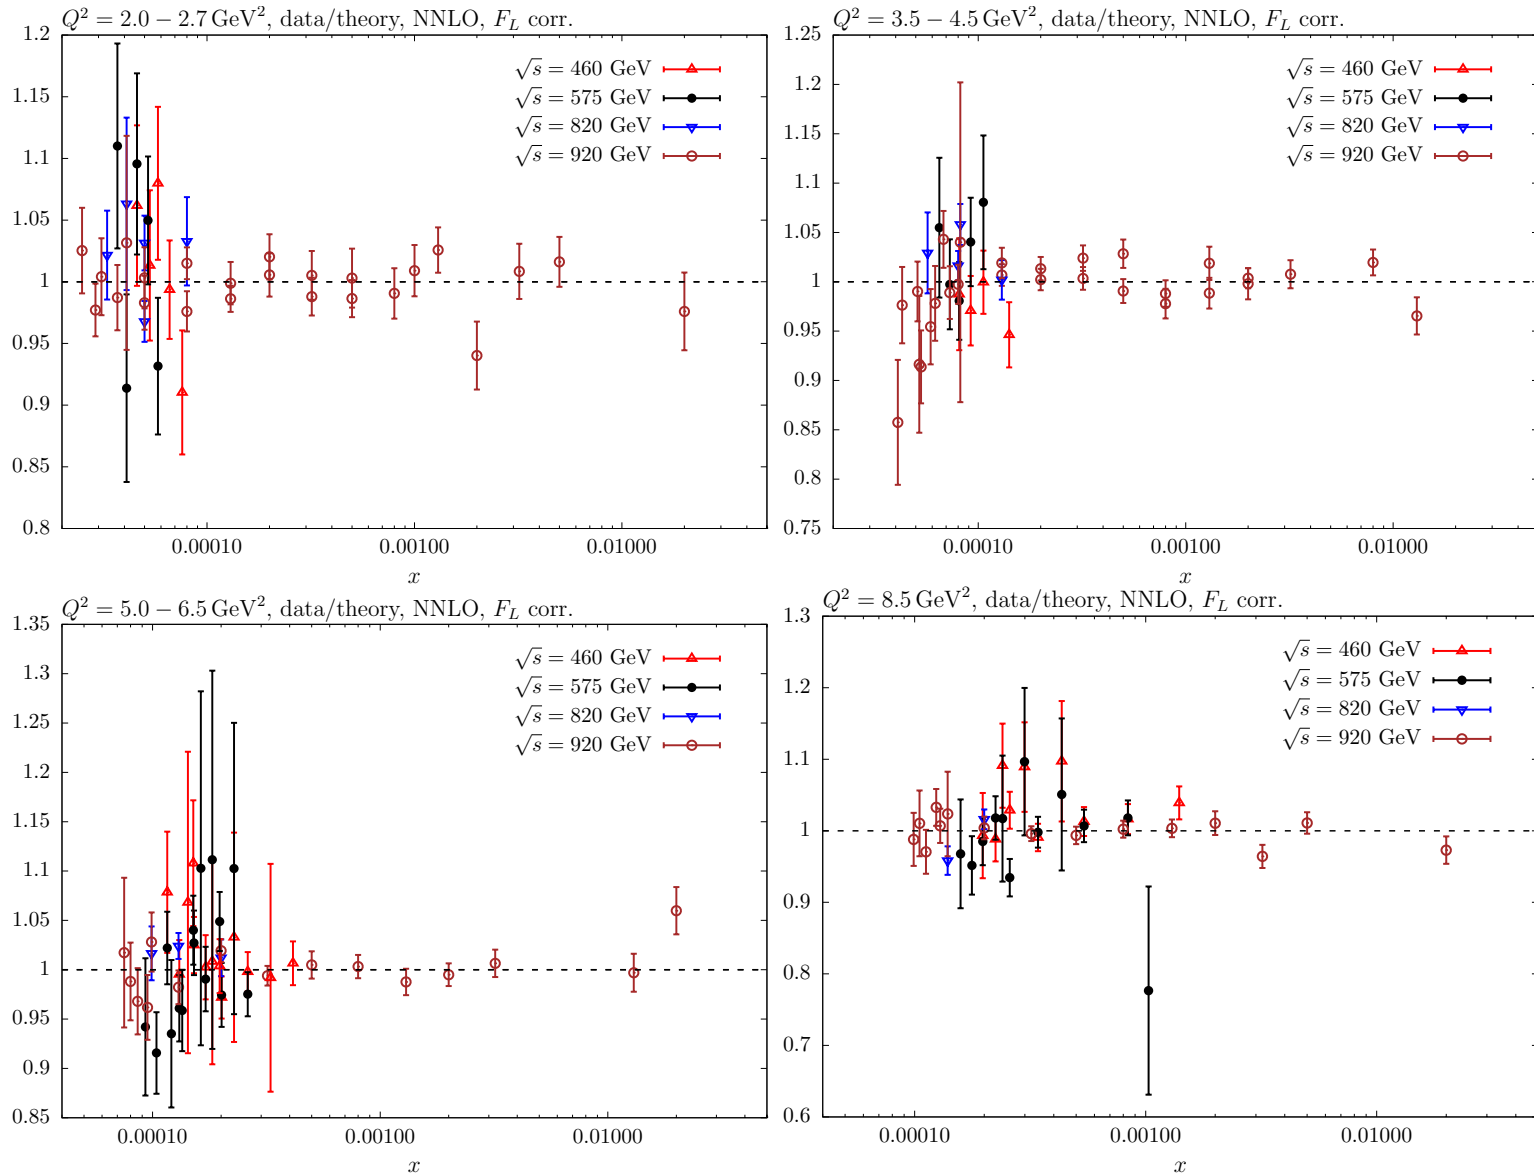 Q² = 2.0 − 2.7 GeV², data/theory, NNLO, F_L corr.
1.2
1.15
1.1
1.05
1
0.95
0.9
0.85
0.8
√s = 460 GeV
√s = 575 GeV
√s = 820 GeV
√s = 920 GeV
0.00010 0.00100 0.01000
x
Q² = 3.5 − 4.5 GeV², data/theory, NNLO, F_L corr.
1.25
1.2
1.15
1.1
1.05
1
0.95
0.9
0.85
0.8
0.75
√s = 460 GeV
√s = 575 GeV
√s = 820 GeV
√s = 920 GeV
0.00010 0.00100 0.01000
x
Q² = 5.0 − 6.5 GeV², data/theory, NNLO, F_L corr.
1.35
1.3
1.25
1.2
1.15
1.1
1.05
1
0.95
0.9
0.85
√s = 460 GeV
√s = 575 GeV
√s = 820 GeV
√s = 920 GeV
0.00010 0.00100 0.01000
x
Q² = 8.5 GeV², data/theory, NNLO, F_L corr.
1.3
1.2
1.1
1
0.9
0.8
0.7
0.6
√s = 460 GeV
√s = 575 GeV
√s = 820 GeV
√s = 920 GeV
0.00010 0.00100 0.01000
x